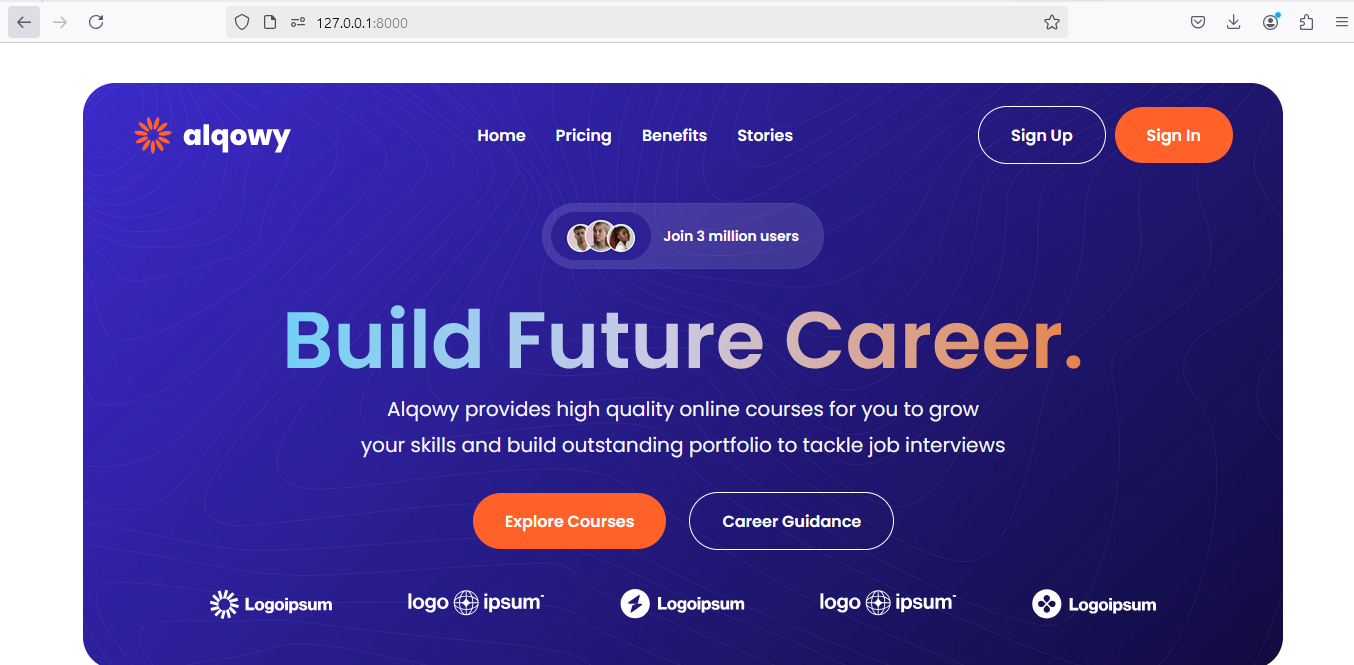 127.0.0.1:8000
alqowy
Home Pricing Benefits Stories
Sign Up
Sign In
Join 3 million users
Build Future Career.
Alqowy provides high quality online courses for you to grow
your skills and build outstanding portfolio to tackle job interviews
Explore Courses
Career Guidance
Logoipsum
logo ipsum
Logoipsum
logo ipsum
Logoipsum